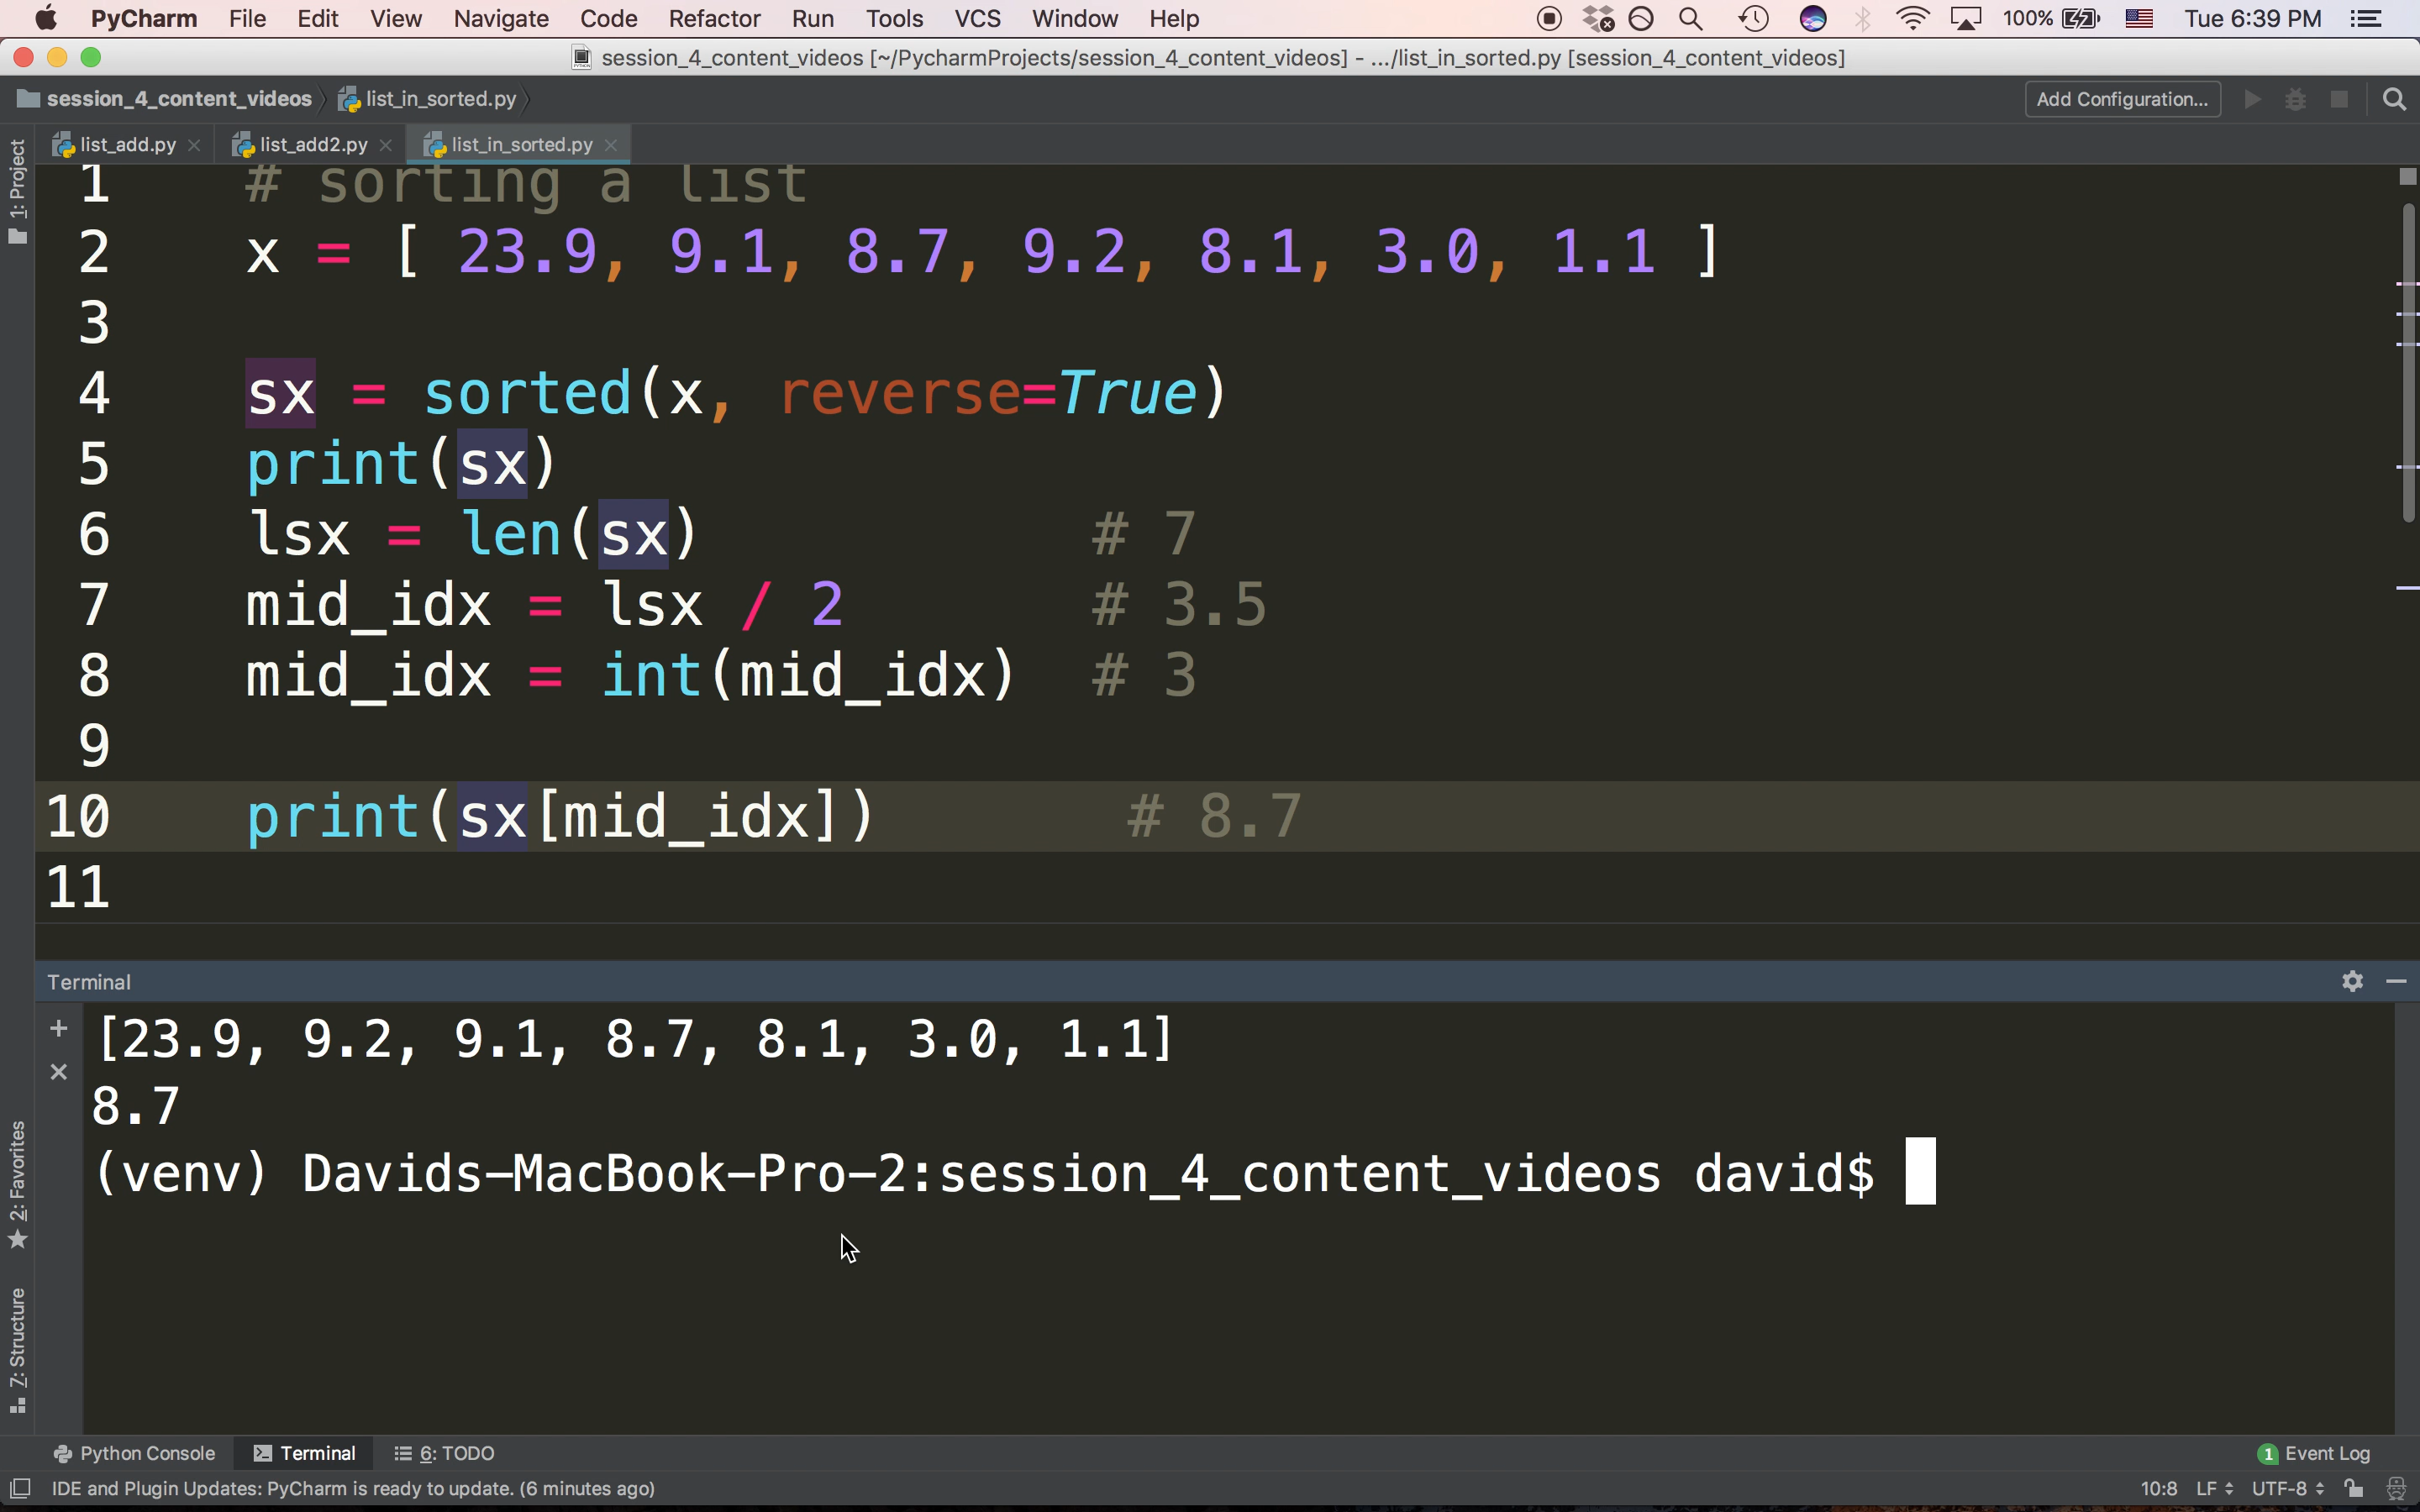 PyCharm File Edit View Navigate Code Refactor Run Tools VCS Window Help 100% Tue 6:39 PM
session_4_content_videos [~/PycharmProjects/session_4_content_videos] - .../list_in_sorted.py [session_4_content_videos]
session_4_content_videos list_in_sorted.py Add Configuration...
list_add.py list_add2.py list_in_sorted.py
1: Project
1 # sorting a list
2 x = [ 23.9, 9.1, 8.7, 9.2, 8.1, 3.0, 1.1 ]
3
4 sx = sorted(x, reverse=True)
5 print(sx)
6 lsx = len(sx) # 7
7 mid_idx = lsx / 2 # 3.5
8 mid_idx = int(mid_idx) # 3
9
10 print(sx[mid_idx]) # 8.7
11
Terminal
[23.9, 9.2, 9.1, 8.7, 8.1, 3.0, 1.1]
8.7
(venv) Davids-MacBook-Pro-2:session_4_content_videos david$
2: Favorites
7: Structure
Python Console Terminal 6: TODO 1 Event Log
IDE and Plugin Updates: PyCharm is ready to update. (6 minutes ago) 10:8 LF UTF-8